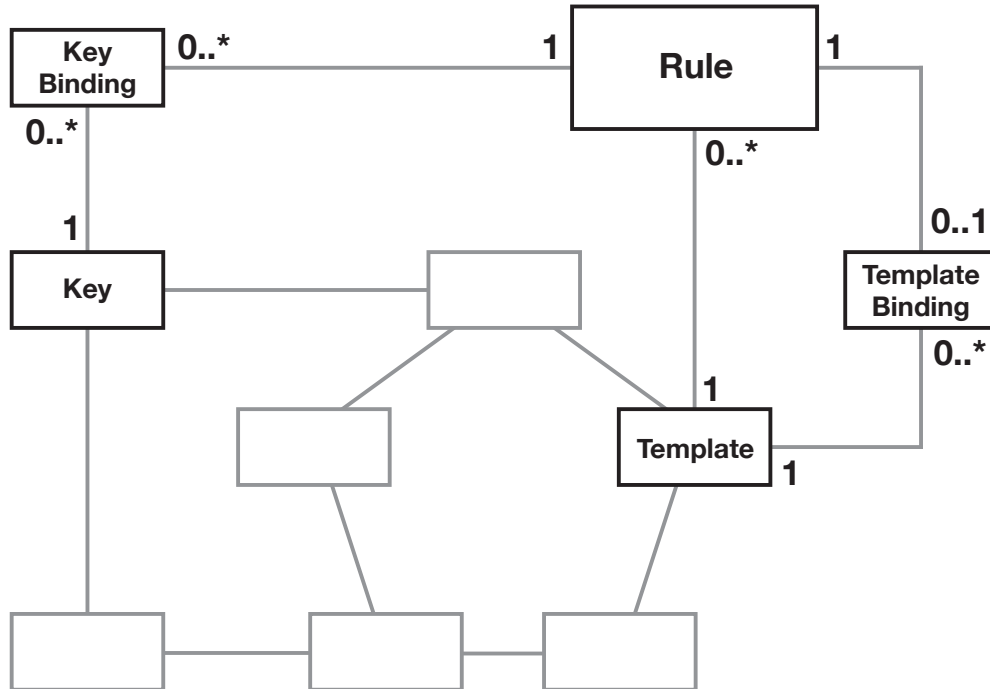 Key
Binding
0..*
1
Rule
1
0..*
0..*
0..1
1
Key
Template
Binding
0..*
1
Template
1